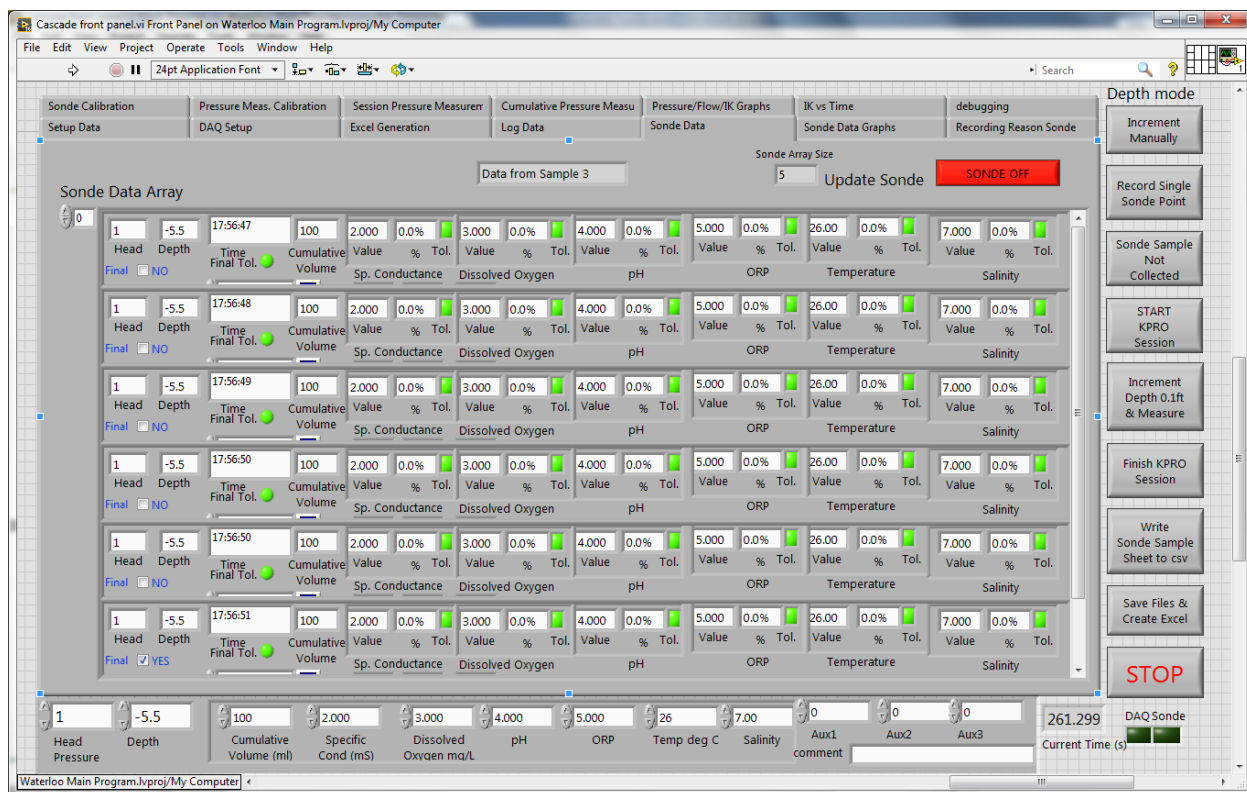 Cascade front panel.vi Front Panel on Waterloo Main Program.lvproj/My Computer
File Edit View Project Operate Tools Window Help
24pt Application Font
Search
Sonde Calibration Pressure Meas. Calibration Session Pressure Measurem Cumulative Pressure Measu Pressure/Flow/IK Graphs IK vs Time debugging
Setup Data DAQ Setup Excel Generation Log Data Sonde Data Sonde Data Graphs Recording Reason Sonde
Data from Sample 3
Sonde Array Size
5
Update Sonde
SONDE OFF
Sonde Data Array
0
1 -5.5 17:56:47 100 2.000 0.0% 3.000 0.0% 4.000 0.0% 5.000 0.0% 26.00 0.0% 7.000 0.0%
Head Depth Time Cumulative Value % Tol. Value % Tol. Value % Tol. Value % Tol. Value % Tol. Value % Tol.
Final NO Final Tol. Volume Sp. Conductance Dissolved Oxygen pH ORP Temperature Salinity
1 -5.5 17:56:48 100 2.000 0.0% 3.000 0.0% 4.000 0.0% 5.000 0.0% 26.00 0.0% 7.000 0.0%
Head Depth Time Cumulative Value % Tol. Value % Tol. Value % Tol. Value % Tol. Value % Tol. Value % Tol.
Final NO Final Tol. Volume Sp. Conductance Dissolved Oxygen pH ORP Temperature Salinity
1 -5.5 17:56:49 100 2.000 0.0% 3.000 0.0% 4.000 0.0% 5.000 0.0% 26.00 0.0% 7.000 0.0%
Head Depth Time Cumulative Value % Tol. Value % Tol. Value % Tol. Value % Tol. Value % Tol. Value % Tol.
Final NO Final Tol. Volume Sp. Conductance Dissolved Oxygen pH ORP Temperature Salinity
1 -5.5 17:56:50 100 2.000 0.0% 3.000 0.0% 4.000 0.0% 5.000 0.0% 26.00 0.0% 7.000 0.0%
Head Depth Time Cumulative Value % Tol. Value % Tol. Value % Tol. Value % Tol. Value % Tol. Value % Tol.
Final NO Final Tol. Volume Sp. Conductance Dissolved Oxygen pH ORP Temperature Salinity
1 -5.5 17:56:50 100 2.000 0.0% 3.000 0.0% 4.000 0.0% 5.000 0.0% 26.00 0.0% 7.000 0.0%
Head Depth Time Cumulative Value % Tol. Value % Tol. Value % Tol. Value % Tol. Value % Tol. Value % Tol.
Final NO Final Tol. Volume Sp. Conductance Dissolved Oxygen pH ORP Temperature Salinity
1 -5.5 17:56:51 100 2.000 0.0% 3.000 0.0% 4.000 0.0% 5.000 0.0% 26.00 0.0% 7.000 0.0%
Head Depth Time Cumulative Value % Tol. Value % Tol. Value % Tol. Value % Tol. Value % Tol. Value % Tol.
Final YES Final Tol. Volume Sp. Conductance Dissolved Oxygen pH ORP Temperature Salinity
Depth mode
Increment
Manually
Record Single
Sonde Point
Sonde Sample
Not
Collected
START
KPRO
Session
Increment
Depth 0.1ft
& Measure
Finish KPRO
Session
Write
Sonde Sample
Sheet to csv
Save Files &
Create Excel
STOP
1 -5.5 100 2.000 3.000 4.000 5.000 26 7.00 0 0 0 261.299 DAQ Sonde
Head Depth Cumulative Specific Dissolved pH ORP Temp deg C Salinity Aux1 Aux2 Aux3 Current Time (s)
Pressure Volume (ml) Cond (mS) Oxygen mg/L comment
Waterloo Main Program.lvproj/My Computer